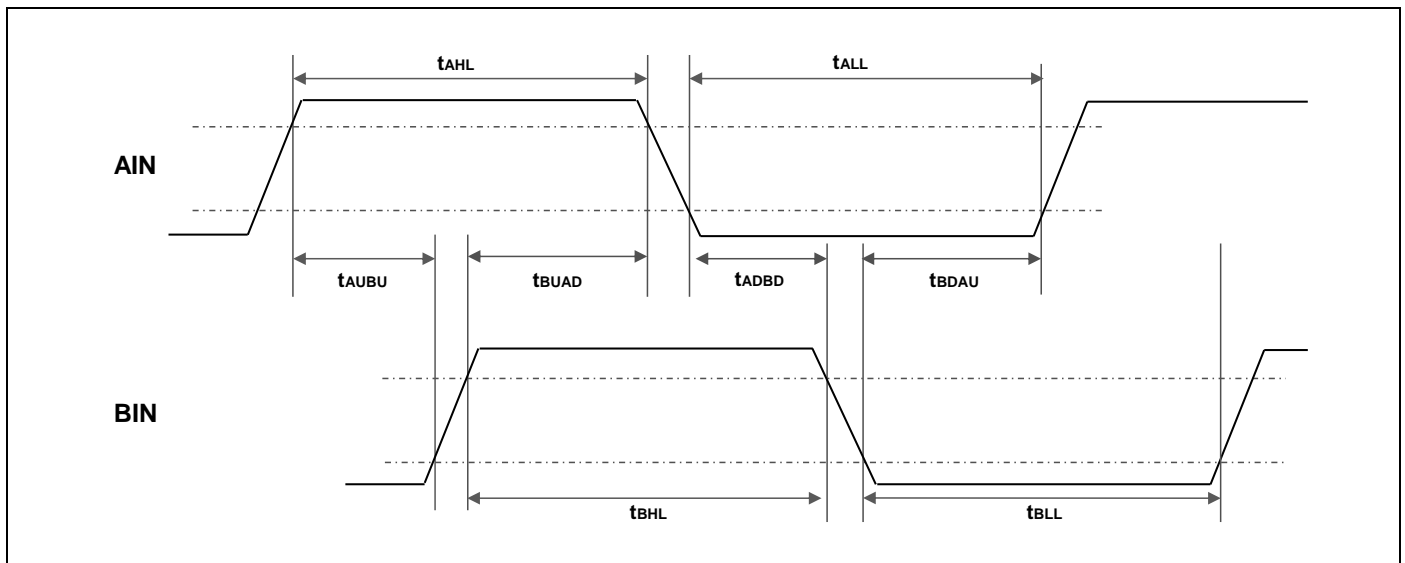 tAHL
tALL
AIN
tAUBU
tBUAD
tADBD
tBDAU
BIN
tBHL
tBLL